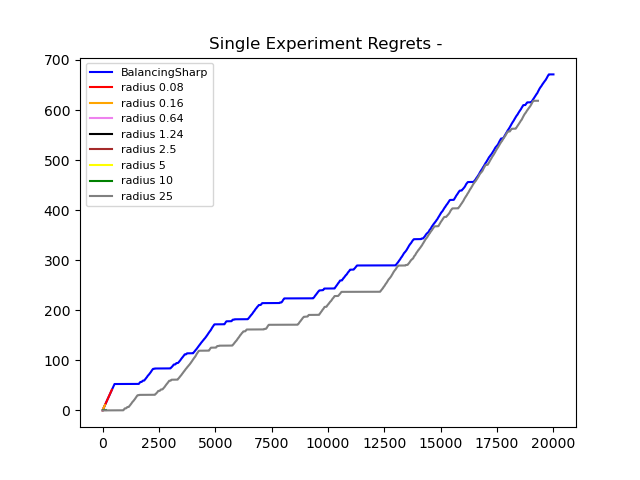 Single Experiment Regrets -
700
600
500
400
300
200
100
0
BalancingSharp
radius 0.08
radius 0.16
radius 0.64
radius 1.24
radius 2.5
radius 5
radius 10
radius 25
0 2500 5000 7500 10000 12500 15000 17500 20000